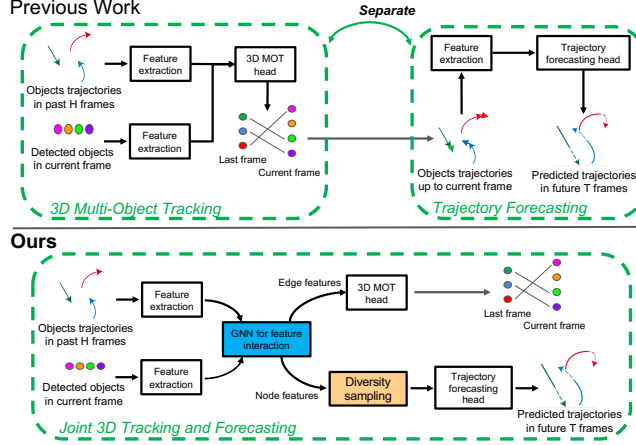 Previous Work
Separate
Feature
extraction
3D MOT
head
Objects trajectories
in past H frames
Feature
extraction
Detected objects
in current frame
Last frame
Current frame
3D Multi-Object Tracking
Feature
extraction
Trajectory
forecasting head
Objects trajectories
up to current frame
Predicted trajectories
in future T frames
Trajectory Forecasting
Ours
Objects trajectories
in past H frames
Feature
extraction
Detected objects
in current frame
Feature
extraction
GNN for feature
interaction
Edge features
3D MOT
head
Last frame
Current frame
Node features
Diversity
sampling
Trajectory
forecasting
head
Predicted trajectories
in future T frames
Joint 3D Tracking and Forecasting